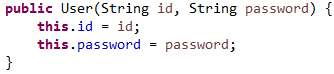 public User(String id, String password) {
    this.id = id;
    this.password = password;
}